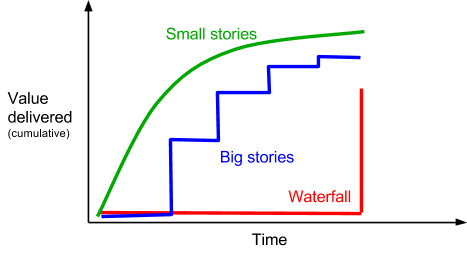 Small stories
Value
delivered
(cumulative)
Big stories
Waterfall
Time